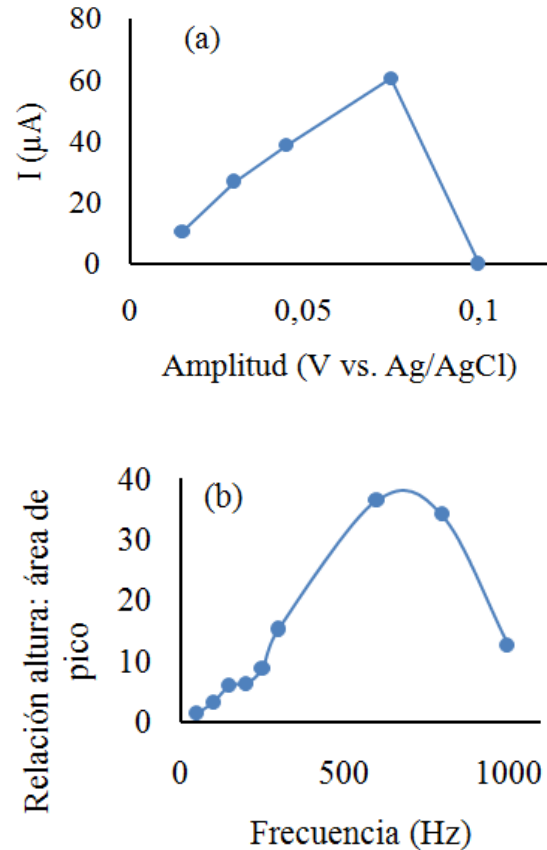 (a)
80
60
40
20
0
I (µA)
0 0,05 0,1
Amplitud (V vs. Ag/AgCl)
(b)
40
30
20
10
0
Relación altura: área de
pico
0 500 1000
Frecuencia (Hz)